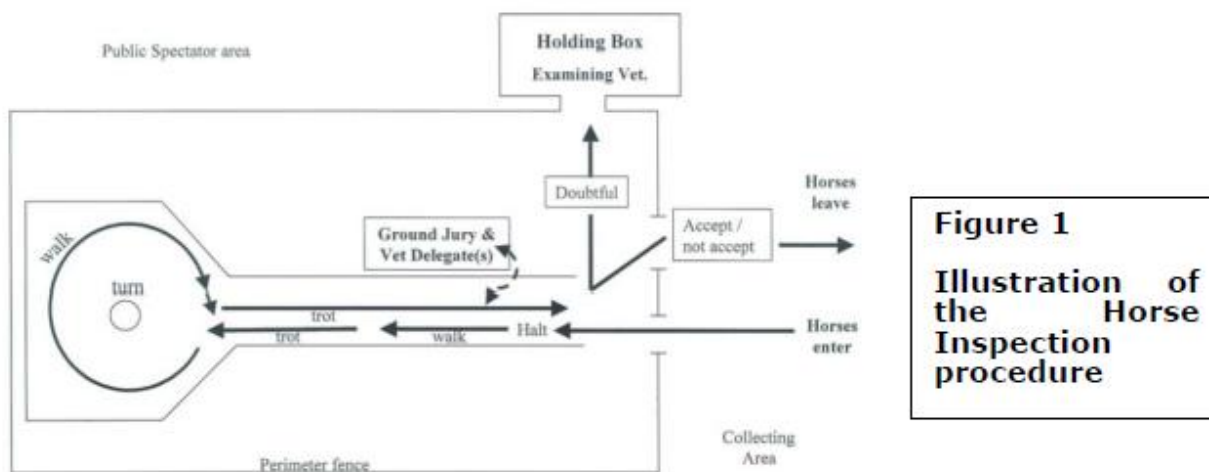 Public Spectator area
Holding Box
Examining Vet.
Doubtful
Horses
leave
Accept /
not accept
Ground Jury &
Vet Delegate(s)
walk
turn
trot
trot
walk
Halt
Horses
enter
Collecting
Area
Perimeter fence
Figure 1
Illustration of
the Horse
Inspection
procedure